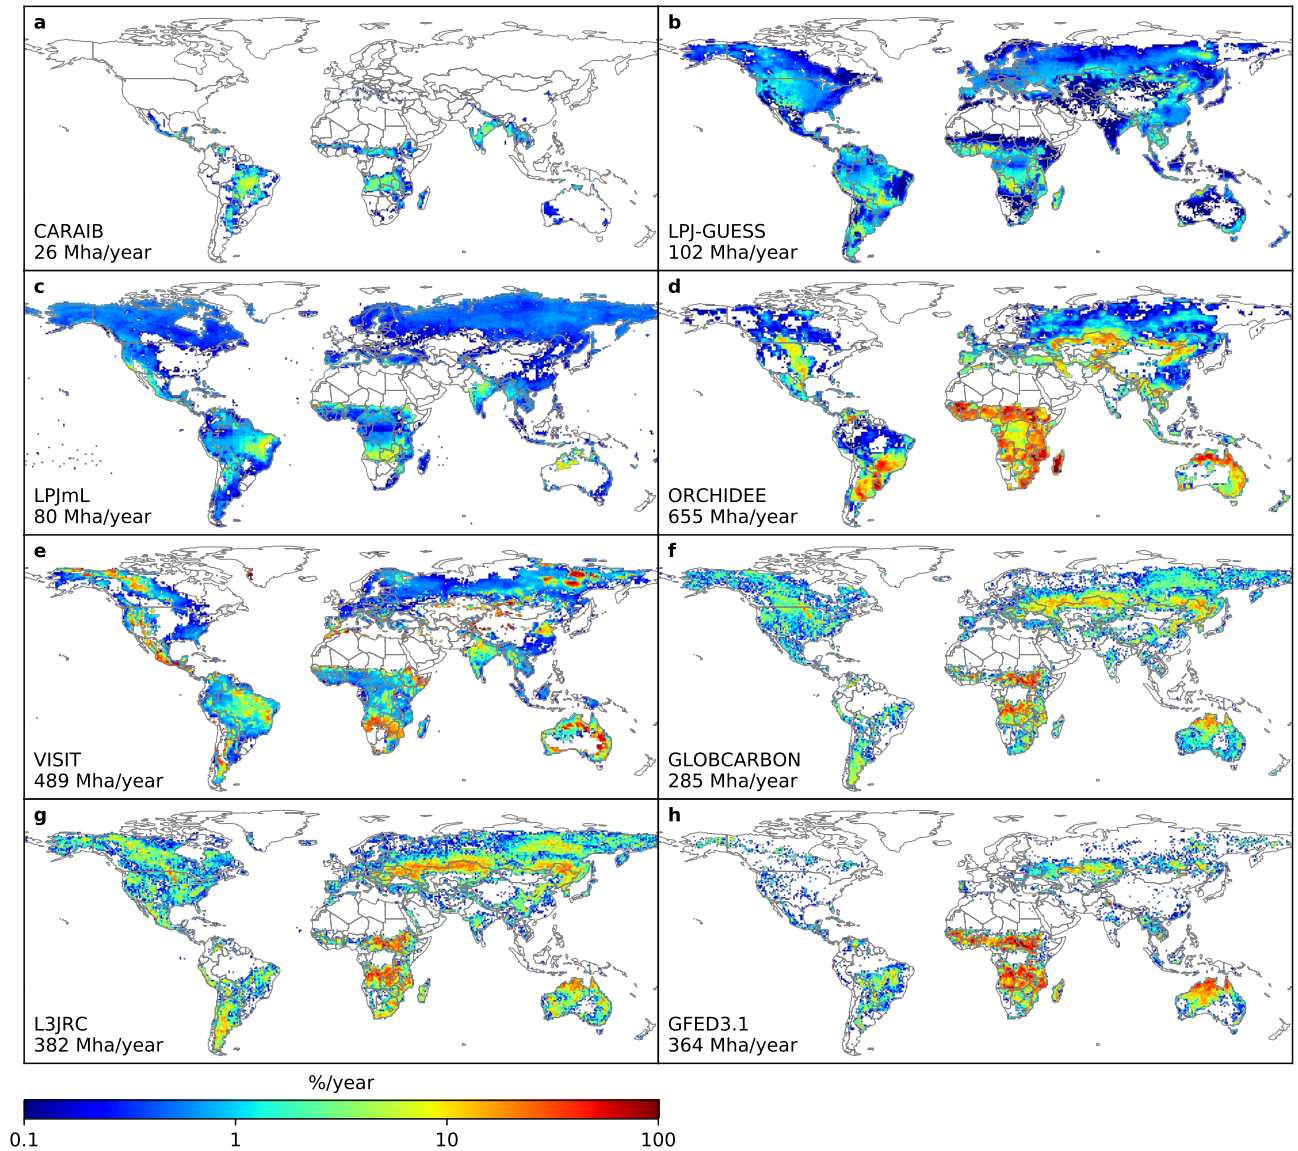 a
CARAIB
26 Mha/year
b
LPJ-GUESS
102 Mha/year
c
LPJmL
80 Mha/year
d
ORCHIDEE
655 Mha/year
e
VISIT
489 Mha/year
f
GLOBCARBON
285 Mha/year
g
L3JRC
382 Mha/year
h
GFED3.1
364 Mha/year
%/year
0.1 1 10 100